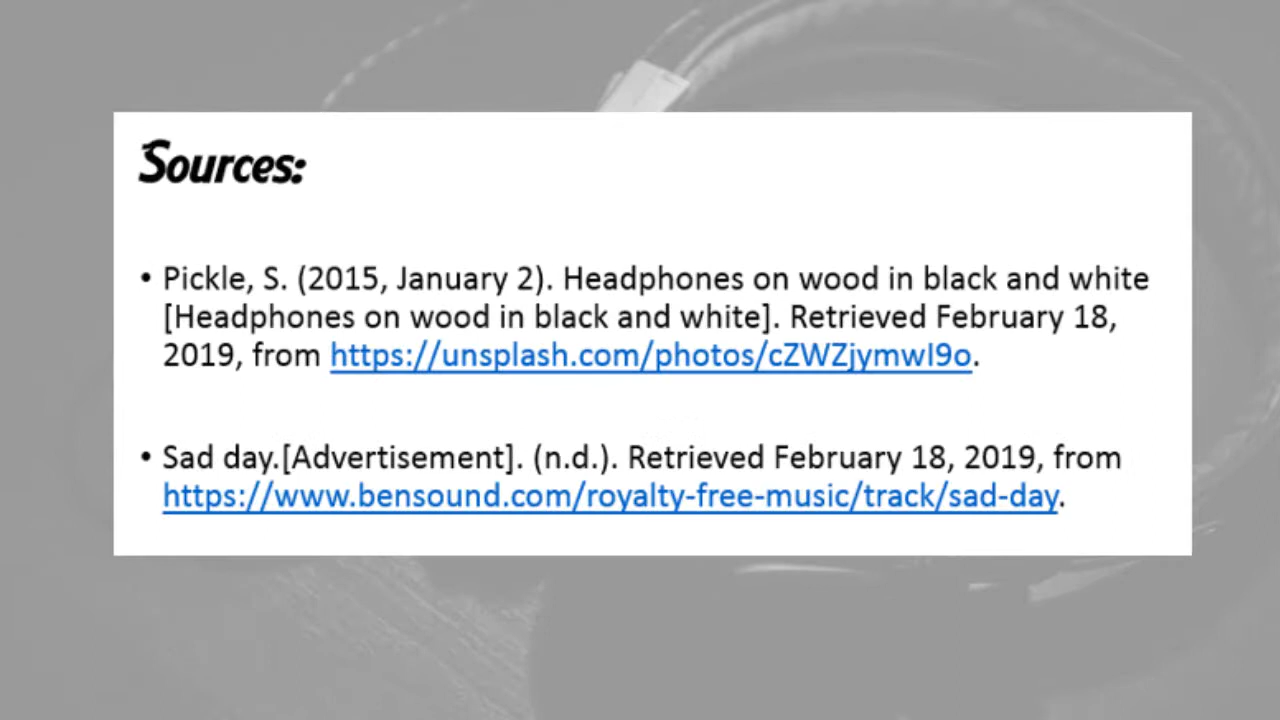 Sources:
• Pickle, S. (2015, January 2). Headphones on wood in black and white
[Headphones on wood in black and white]. Retrieved February 18,
2019, from https://unsplash.com/photos/cZWZjymwI9o.
• Sad day.[Advertisement]. (n.d.). Retrieved February 18, 2019, from
https://www.bensound.com/royalty-free-music/track/sad-day.